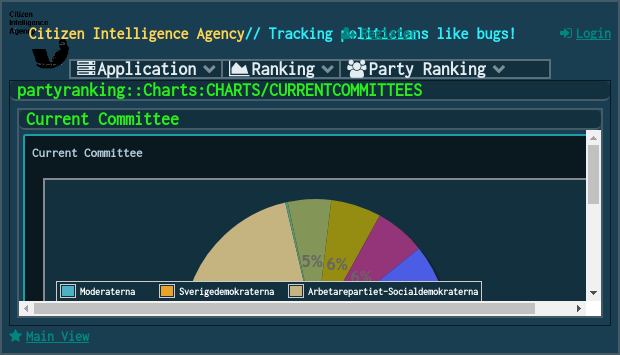 Citizen
Intelligence
Agency
Citizen Intelligence Agency// Tracking politicians like bugs!
Register
Login
Application
Ranking
Party Ranking
partyranking::Charts:CHARTS/CURRENTCOMMITTEES
Current Committee
Current Committee
5%
6%
6%
Moderaterna
Sverigedemokraterna
Arbetarepartiet-Socialdemokraterna
Main View